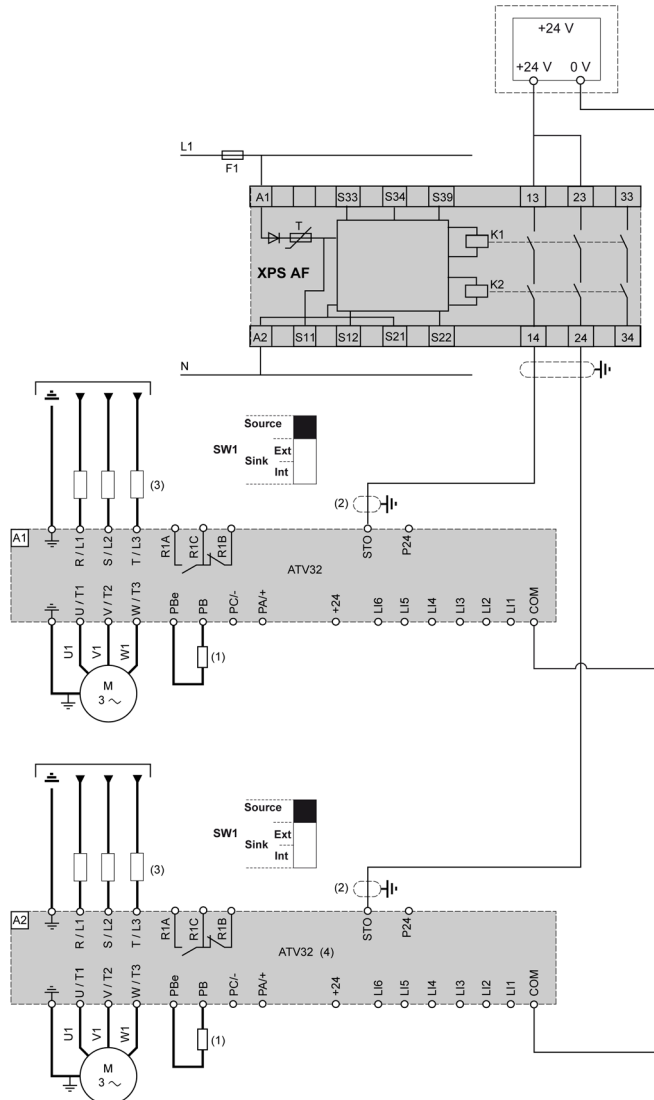 +24 V
+24 V 0 V
L1
F1
A1 S33 S34 S39 13 23 33
T
K1
XPS AF
K2
A2 S11 S12 S21 S22 14 24 34
N
Source
SW1 Sink Ext
Int
(3)
(2)
A1
R / L1 S / L2 T / L3 R1A R1C R1B STO P24
ATV32
U / T1 V / T2 W / T3 PBe PB PC/- PA/+ +24 LI6 LI5 LI4 LI3 LI2 LI1 COM
U1 V1 W1
(1)
M
3
Source
SW1 Sink Ext
Int
(3)
(2)
A2
R / L1 S / L2 T / L3 R1A R1C R1B STO P24
ATV32 (4)
U / T1 V / T2 W / T3 PBe PB PC/- PA/+ +24 LI6 LI5 LI4 LI3 LI2 LI1 COM
U1 V1 W1
(1)
M
3